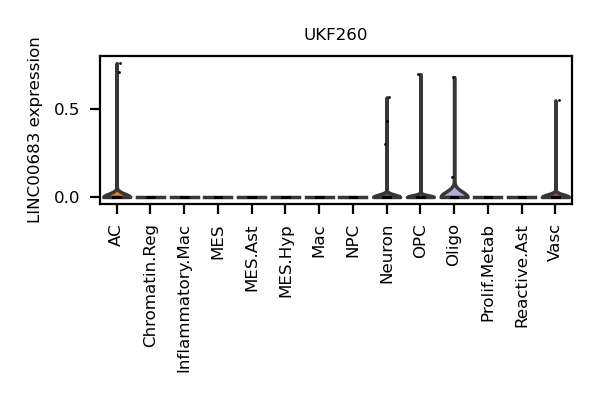 UKF260
LINC00683 expression
0.5
0.0
AC
Chromatin.Reg
Inflammatory.Mac
MES
MES.Ast
MES.Hyp
Mac
NPC
Neuron
OPC
Oligo
Prolif.Metab
Reactive.Ast
Vasc